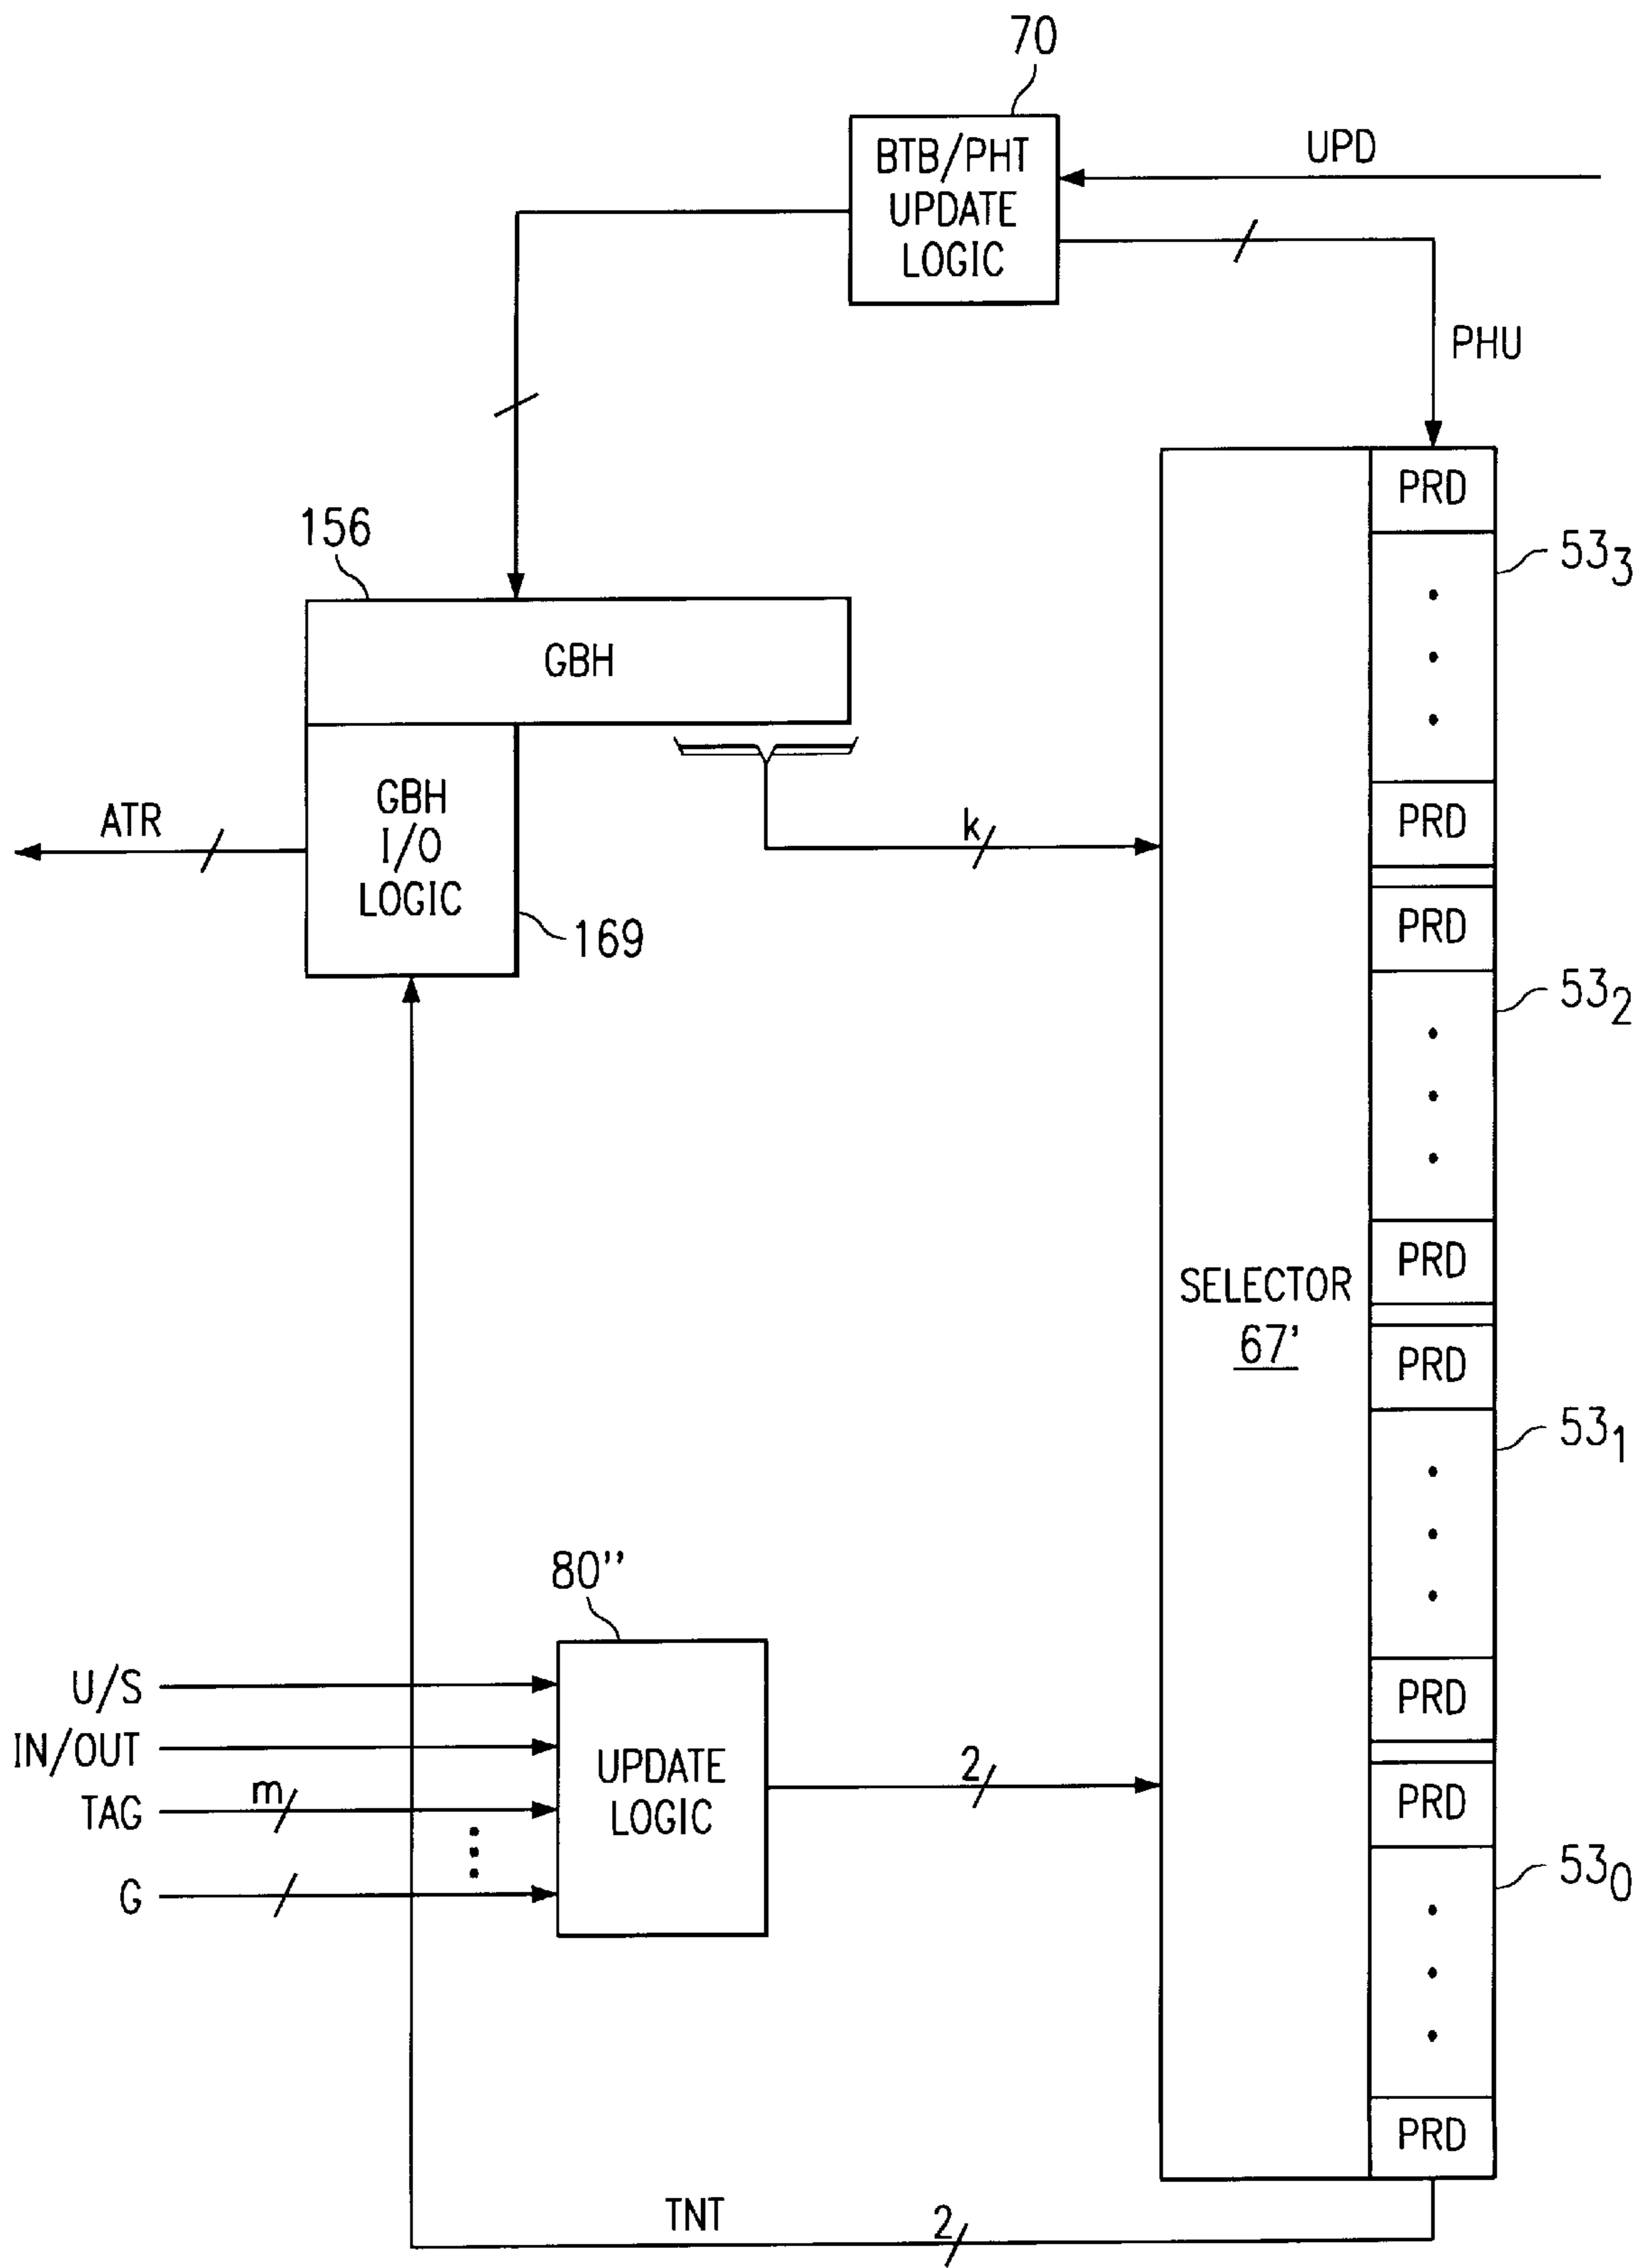 70
BTB/PHT
UPDATE
LOGIC
UPD
PHU
156
GBH
PRD
53₃
GBH
I/O
LOGIC
ATR
169
k
PRD
PRD
53₂
PRD
SELECTOR
67'
PRD
53₁
80''
U/S
IN/OUT
TAG
m
G
UPDATE
LOGIC
2
PRD
PRD
53₀
PRD
TNT
2